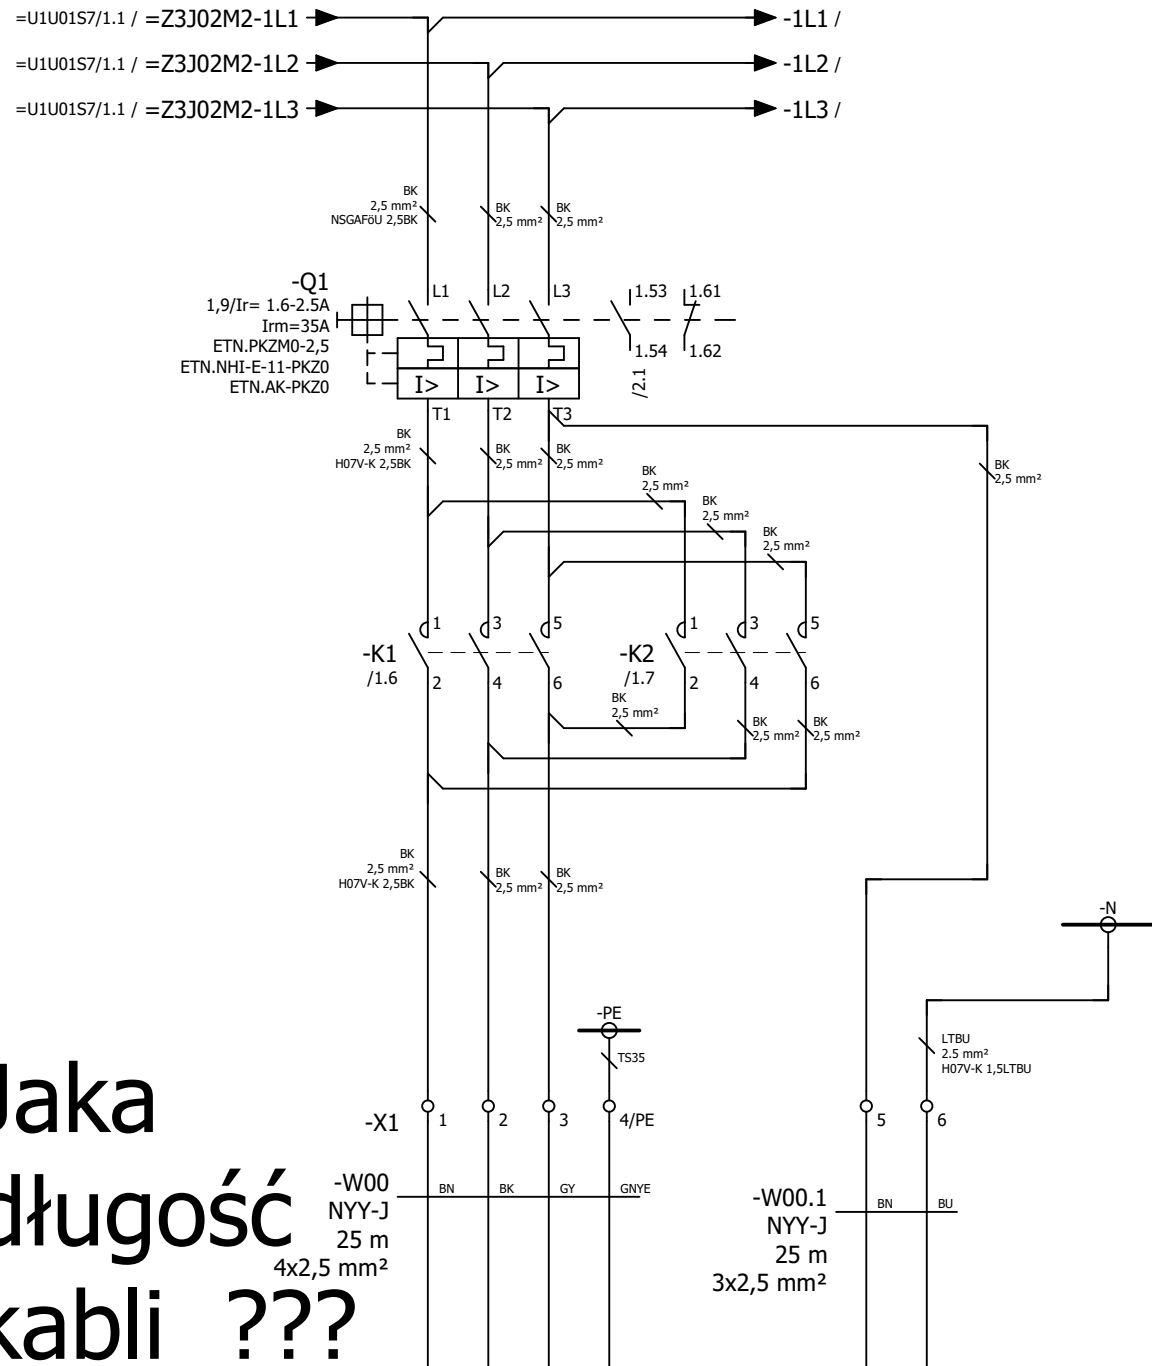 =U1U01S7/1.1 / =Z3J02M2-1L1
-1L1 /
=U1U01S7/1.1 / =Z3J02M2-1L2
-1L2 /
=U1U01S7/1.1 / =Z3J02M2-1L3
-1L3 /
BK
2,5 mm²
NSGAFöU 2,5BK
BK
2,5 mm²
BK
2,5 mm²
-Q1
1,9/Ir= 1.6-2.5A
Irm=35A
ETN.PKZM0-2,5
ETN.NHI-E-11-PKZ0
ETN.AK-PKZ0
L1
L2
L3
1.53
1.61
1.54
1.62
/2.1
I>
I>
I>
T1
T2
T3
BK
2,5 mm²
H07V-K 2,5BK
BK
2,5 mm²
BK
2,5 mm²
BK
2,5 mm²
BK
2,5 mm²
BK
2,5 mm²
BK
2,5 mm²
-K1
/1.6
1
3
5
2
4
6
-K2
/1.7
1
3
5
2
4
6
BK
2,5 mm²
BK
2,5 mm²
BK
2,5 mm²
BK
2,5 mm²
H07V-K 2,5BK
BK
2,5 mm²
BK
2,5 mm²
-N
-PE
TS35
LTBU
2.5 mm²
H07V-K 1,5LTBU
-X1
1
2
3
4/PE
5
6
-W00
NYY-J
25 m
4x2,5 mm²
BN
BK
GY
GNYE
-W00.1
NYY-J
25 m
3x2,5 mm²
BN
BU
Jaka
długość
kabli ???